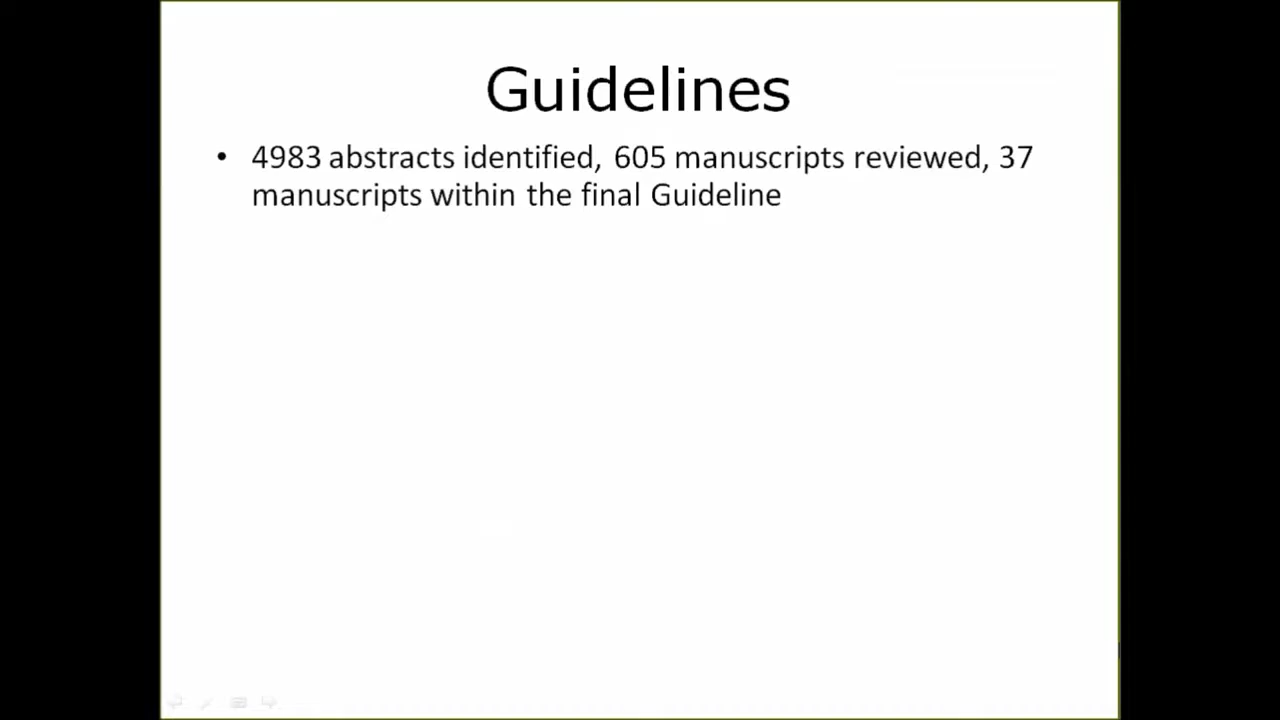 Guidelines
• 4983 abstracts identified, 605 manuscripts reviewed, 37
manuscripts within the final Guideline